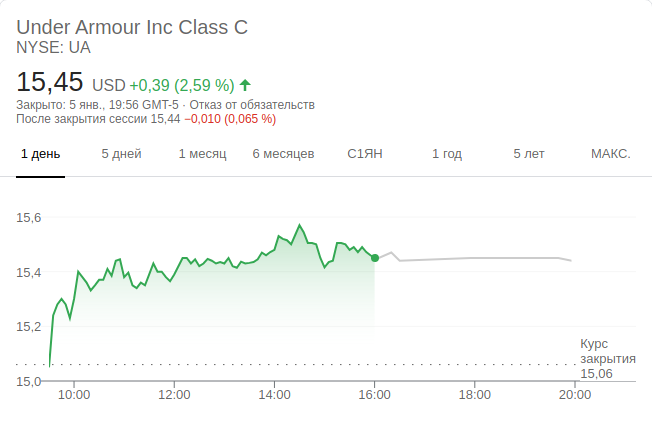 Under Armour Inc Class C
NYSE: UA
15,45 USD +0,39 (2,59 %)
Закрыто: 5 янв., 19:56 GMT-5 · Отказ от обязательств
После закрытия сессии 15,44 −0,010 (0,065 %)
1 день 5 дней 1 месяц 6 месяцев С1ЯН 1 год 5 лет МАКС.
15,6
15,4
15,2
Курс
закрытия
15,06
15,0
10:00 12:00 14:00 16:00 18:00 20:00